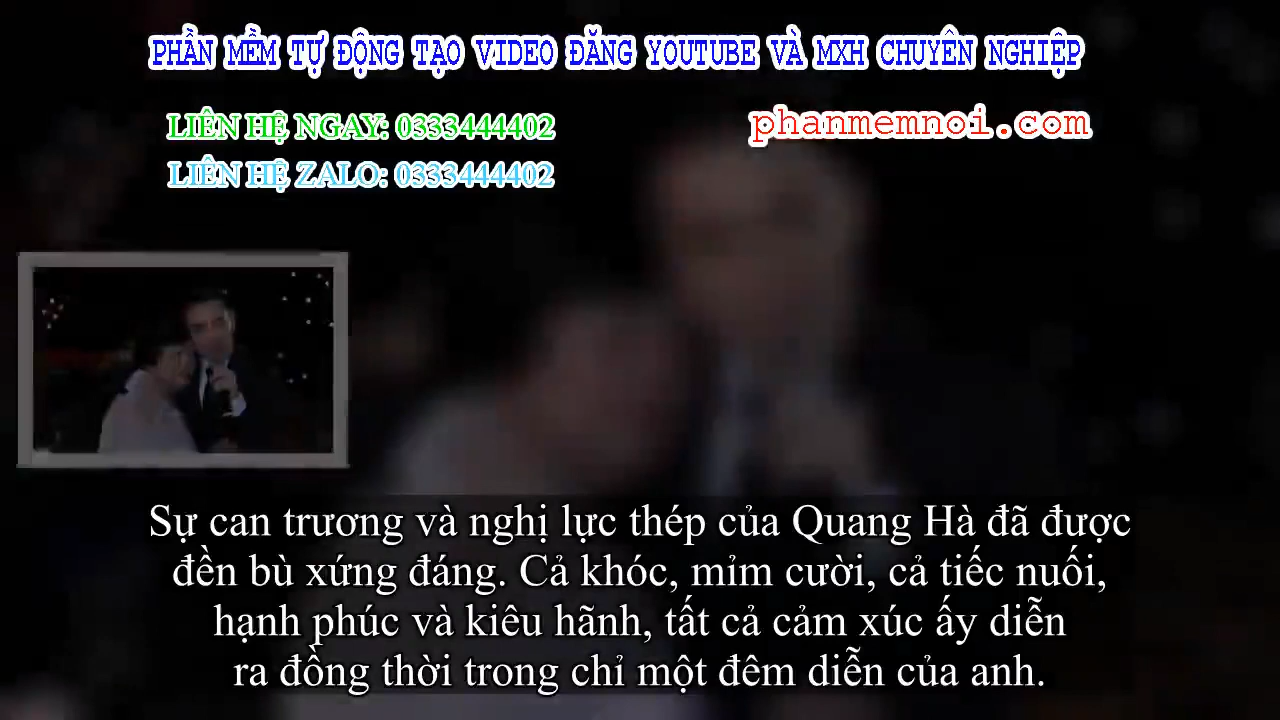 PHẦN MỀM TỰ ĐỘNG TẠO VIDEO ĐĂNG YOUTUBE VÀ MXH CHUYÊN NGHIỆP
LIÊN HỆ NGAY: 0333444402
phanmemnoi.com
LIÊN HỆ ZALO: 0333444402
Sự can trương và nghị lực thép của Quang Hà đã được
đền bù xứng đáng. Cả khóc, mỉm cười, cả tiếc nuối,
hạnh phúc và kiêu hãnh, tất cả cảm xúc ấy diễn
ra đồng thời trong chỉ một đêm diễn của anh.